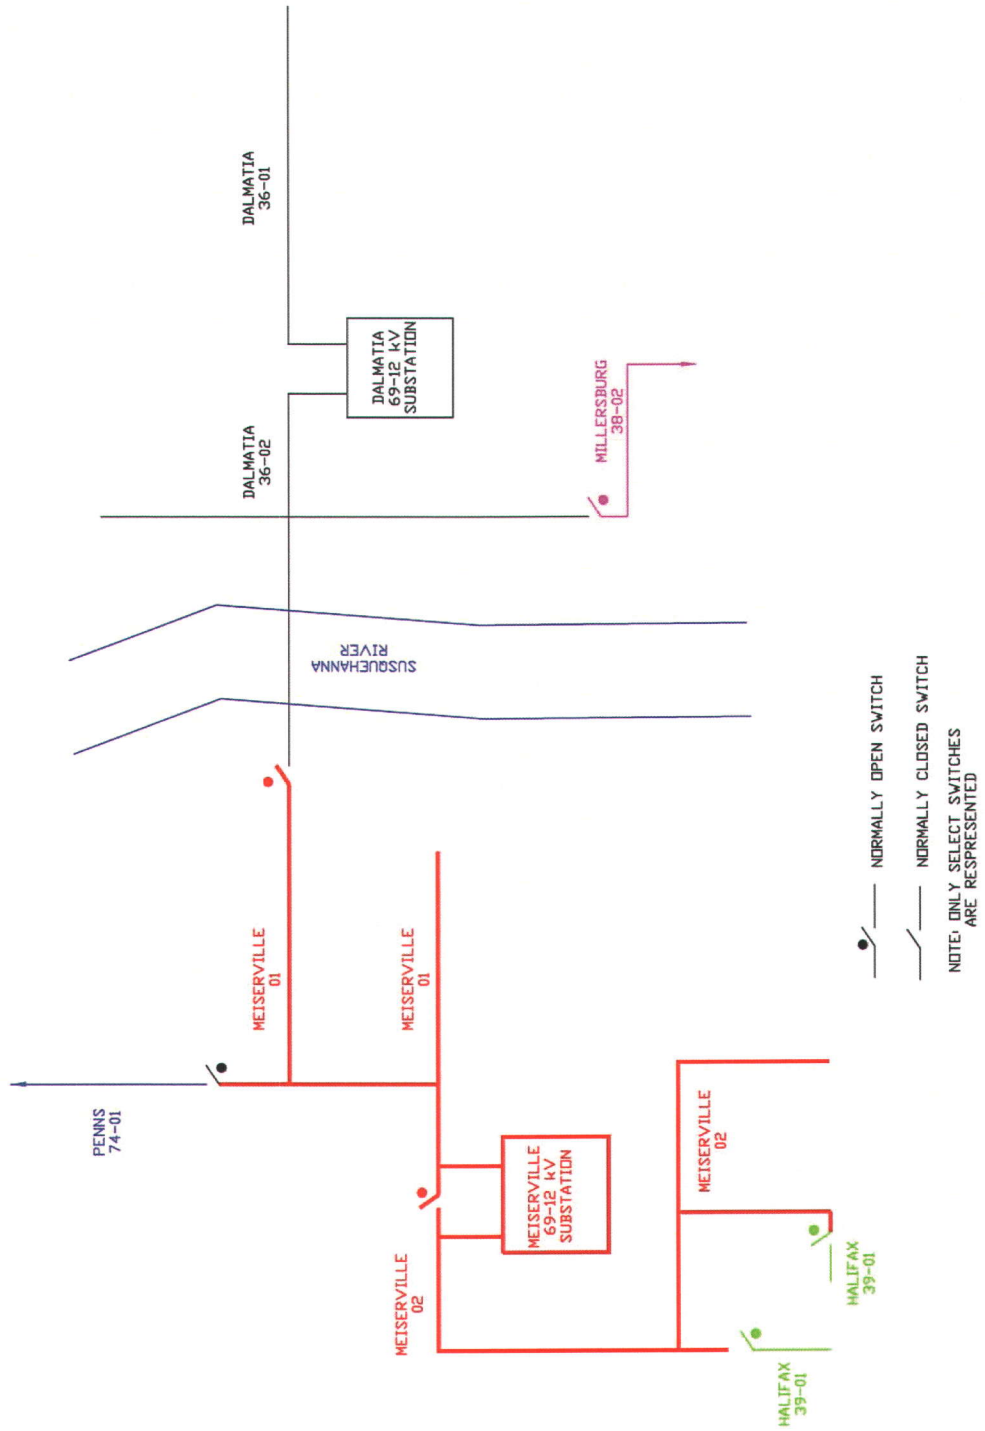 DALMATIA
36-01
DALMATIA
69-12 kV
SUBSTATION
DALMATIA
36-02
MILLERSBURG
38-02
SUSQUEHANNA
RIVER
MEISERVILLE
01
MEISERVILLE
01
PENNS
74-01
MEISERVILLE
69-12 kV
SUBSTATION
MEISERVILLE
02
MEISERVILLE
02
HALIFAX
39-01
HALIFAX
39-01
NORMALLY OPEN SWITCH
NORMALLY CLOSED SWITCH
NOTE: ONLY SELECT SWITCHES
ARE RESPRESENTED